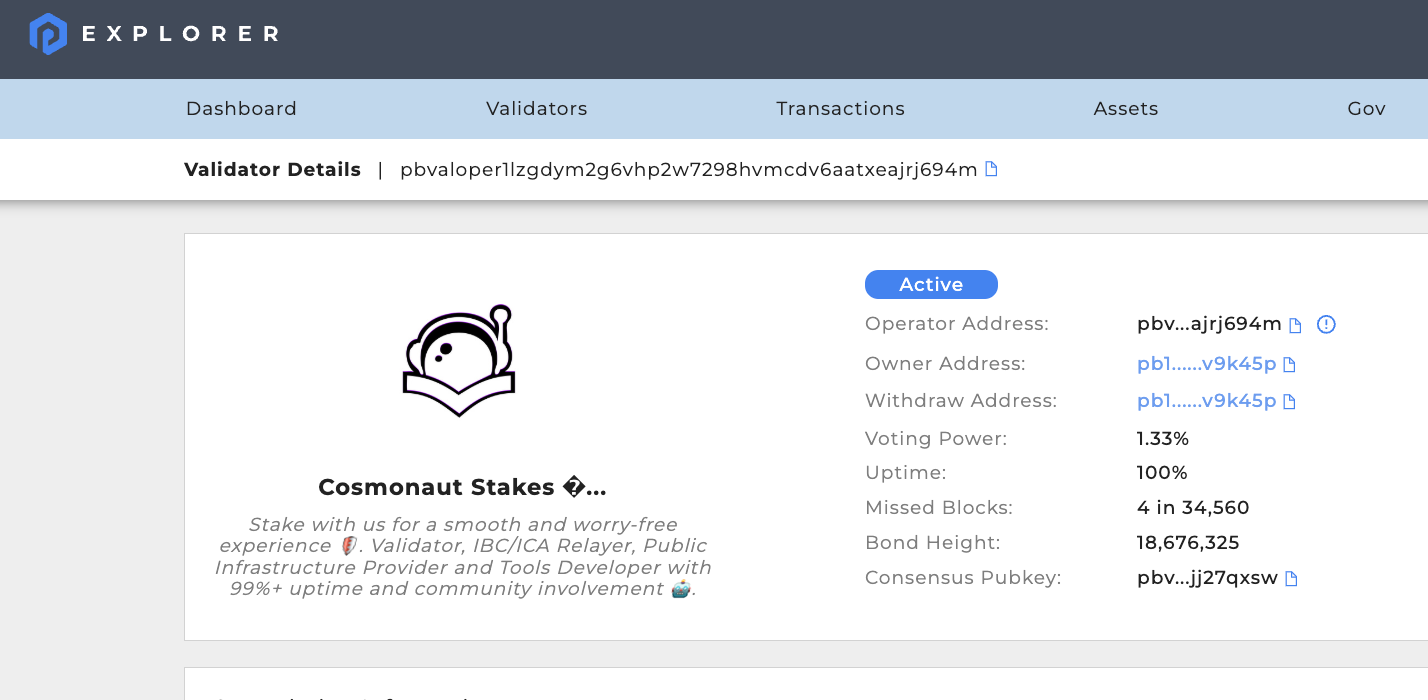 EXPLORER
Dashboard Validators Transactions Assets Gov
Validator Details | pbvaloper1lzgdym2g6vhp2w7298hvmcdv6aatxeajrj694m
Active
Operator Address: pbv...ajrj694m
Owner Address: pb1......v9k45p
Withdraw Address: pb1......v9k45p
Voting Power: 1.33%
Uptime: 100%
Missed Blocks: 4 in 34,560
Bond Height: 18,676,325
Consensus Pubkey: pbv...jj27qxsw
Cosmonaut Stakes �...
Stake with us for a smooth and worry-free
experience. Validator, IBC/ICA Relayer, Public
Infrastructure Provider and Tools Developer with
99%+ uptime and community involvement 🤖.